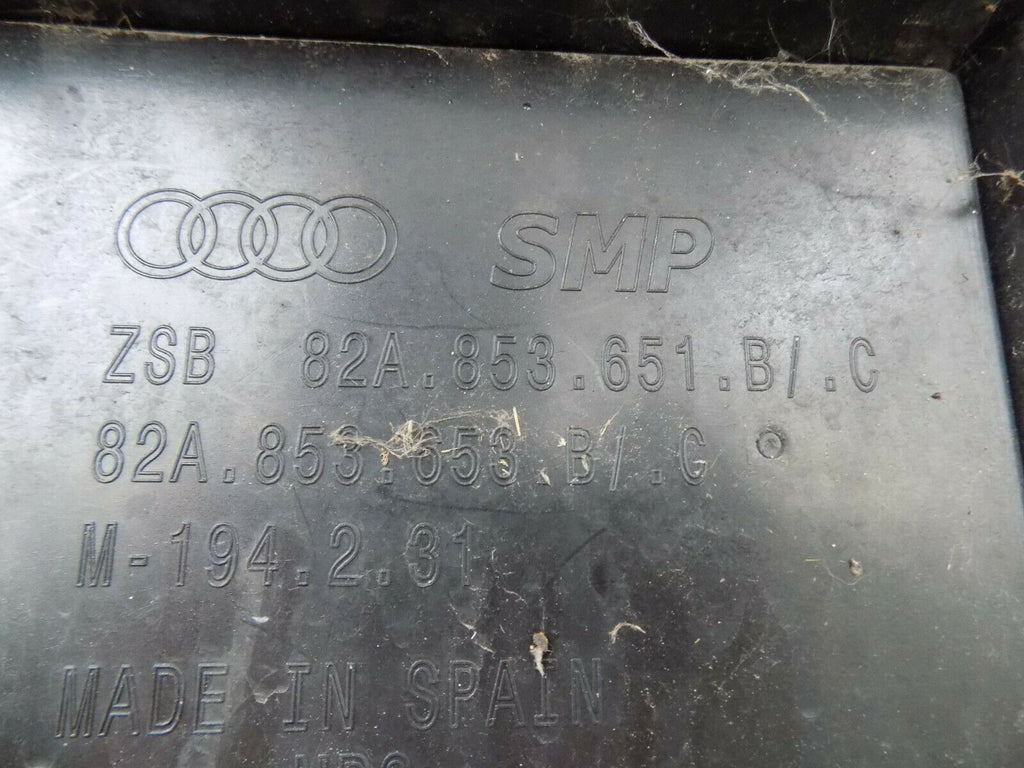 SMP
ZSB 82A.853.651.B/.C
82A.853.653.B/.C
M-194.2.31
MADE IN SPAIN